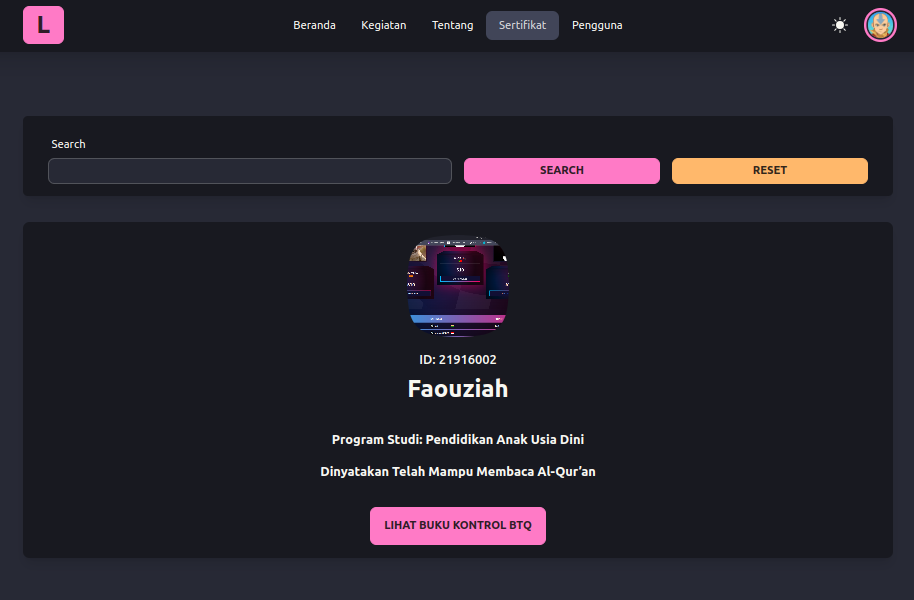 L
Beranda
Kegiatan
Tentang
Sertifikat
Pengguna
Search
SEARCH
RESET
ID: 21916002
Faouziah
Program Studi: Pendidikan Anak Usia Dini
Dinyatakan Telah Mampu Membaca Al-Qur’an
LIHAT BUKU KONTROL BTQ